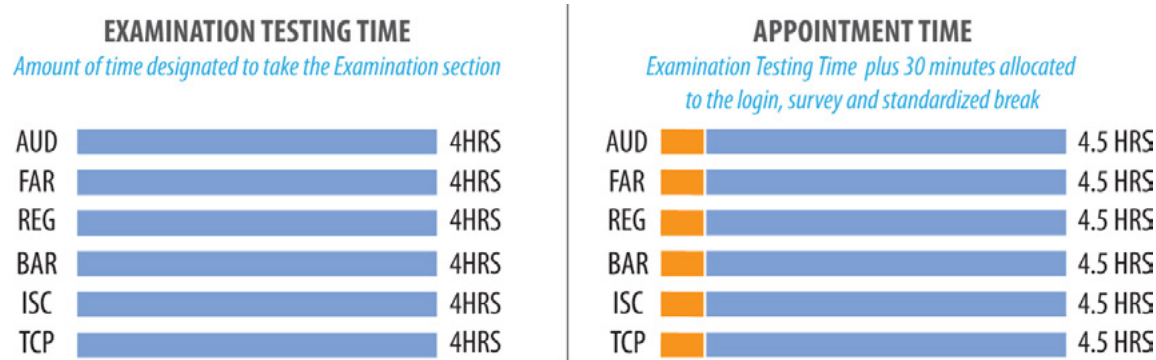 EXAMINATION TESTING TIME
Amount of time designated to take the Examination section
AUD 4HRS
FAR 4HRS
REG 4HRS
BAR 4HRS
ISC 4HRS
TCP 4HRS
APPOINTMENT TIME
Examination Testing Time plus 30 minutes allocated
to the login, survey and standardized break
AUD 4.5 HRS
FAR 4.5 HRS
REG 4.5 HRS
BAR 4.5 HRS
ISC 4.5 HRS
TCP 4.5 HRS